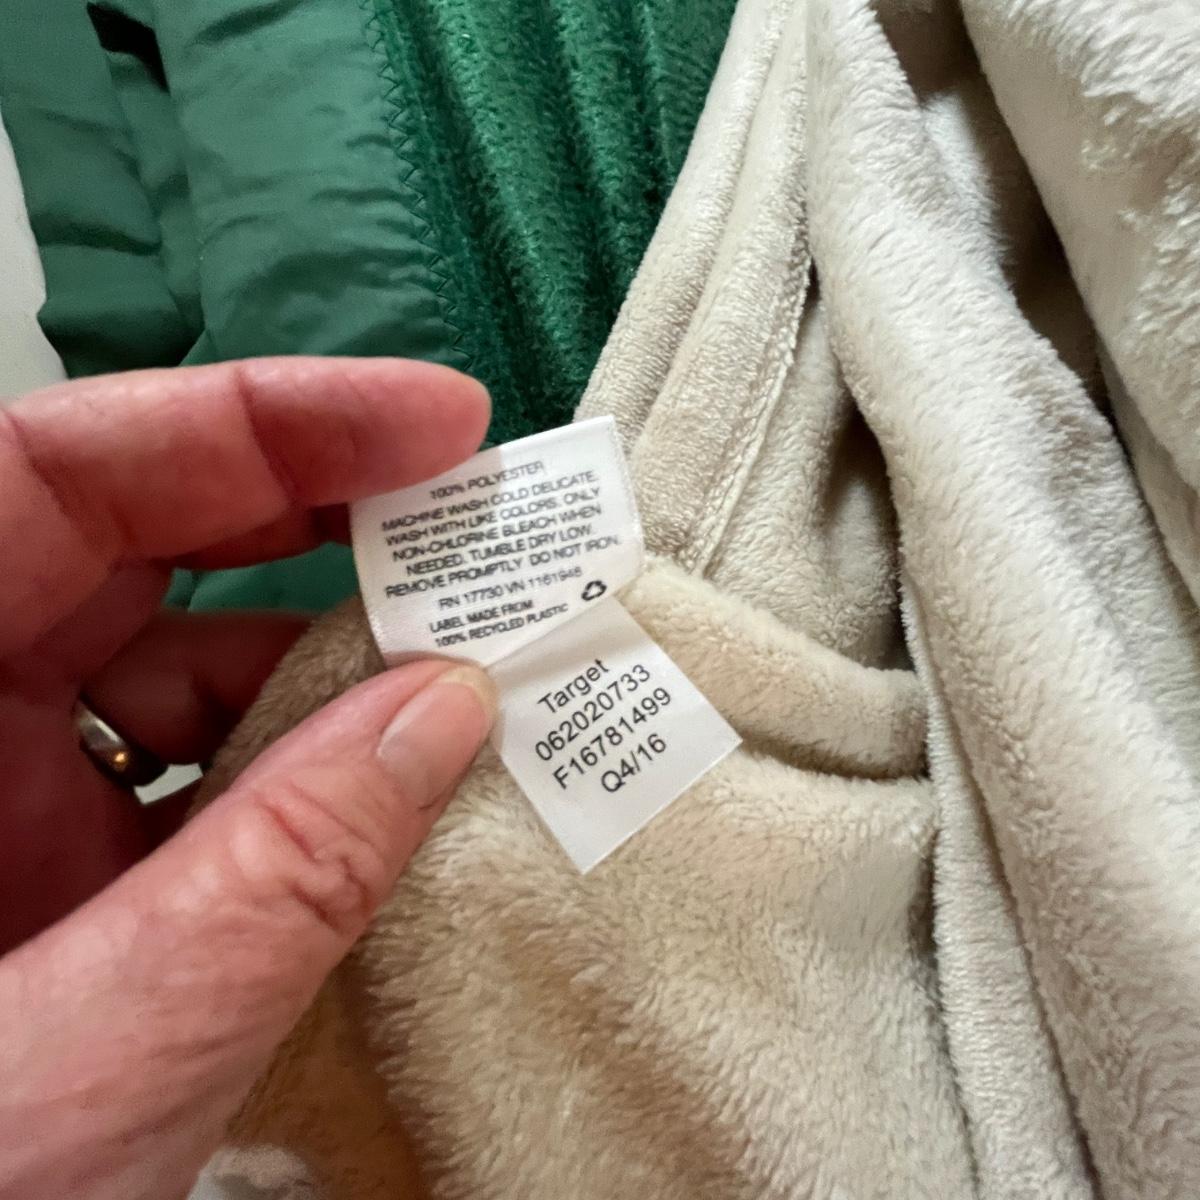 100% POLYESTER
MACHINE WASH COLD DELICATE.
WASH WITH LIKE COLORS. ONLY
NON-CHLORINE BLEACH WHEN
NEEDED. TUMBLE DRY LOW.
REMOVE PROMPTLY DO NOT IRON.
RN 17730 VN 1161948
LABEL MADE FROM
100% RECYCLED PLASTIC
Target
062020733
F16781499
Q4/16